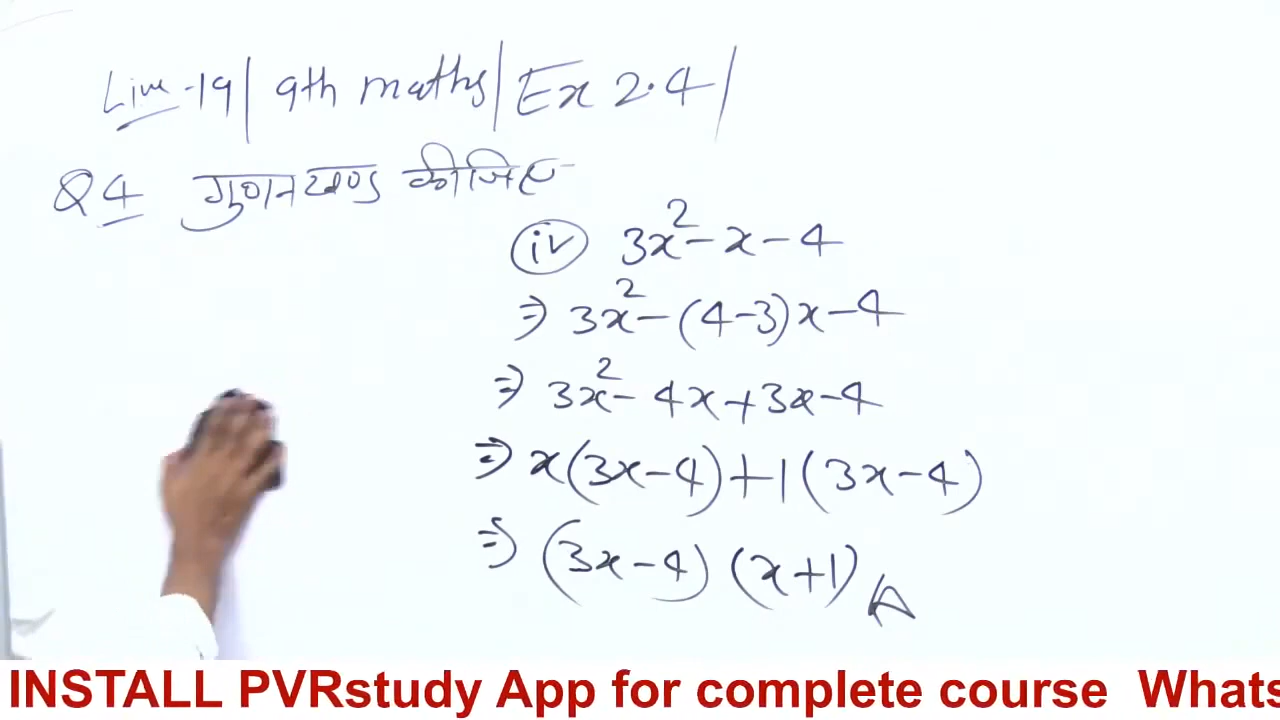 Live-19 | 9th maths | Ex 2.4 |
Q4 गुणनखण्ड कीजिए
(iv) 3x² - x - 4
⇒ 3x² - (4-3)x - 4
⇒ 3x² - 4x + 3x - 4
⇒ x(3x-4) + 1(3x-4)
⇒ (3x-4) (x+1) A
INSTALL PVRstudy App for complete course Whats